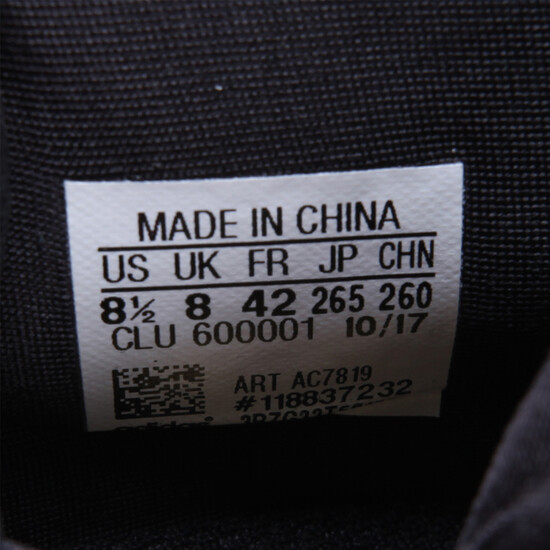 MADE IN CHINA
US UK FR JP CHN
8½ 8 42 265 260
CLU 600001 10/17
ART AC7819
#118837232